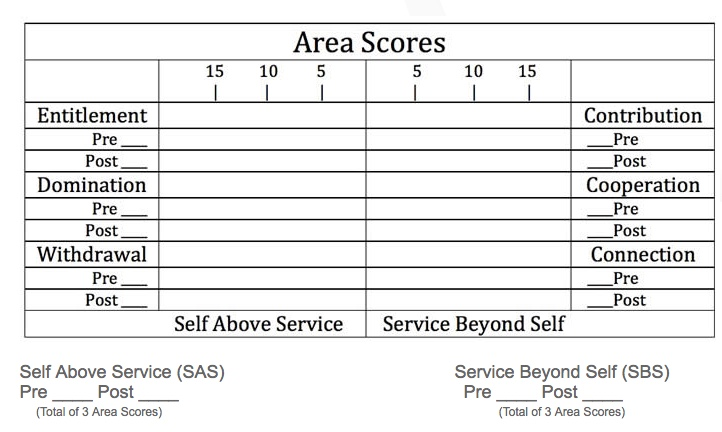 Area Scores
15 10 5 5 10 15
Entitlement Contribution
Pre ___ ___Pre
Post ___ ___Post
Domination Cooperation
Pre ___ ___Pre
Post ___ ___Post
Withdrawal Connection
Pre ___ ___Pre
Post ___ ___Post
Self Above Service Service Beyond Self
Self Above Service (SAS) Service Beyond Self (SBS)
Pre ____ Post ____ Pre ____ Post ____
(Total of 3 Area Scores) (Total of 3 Area Scores)